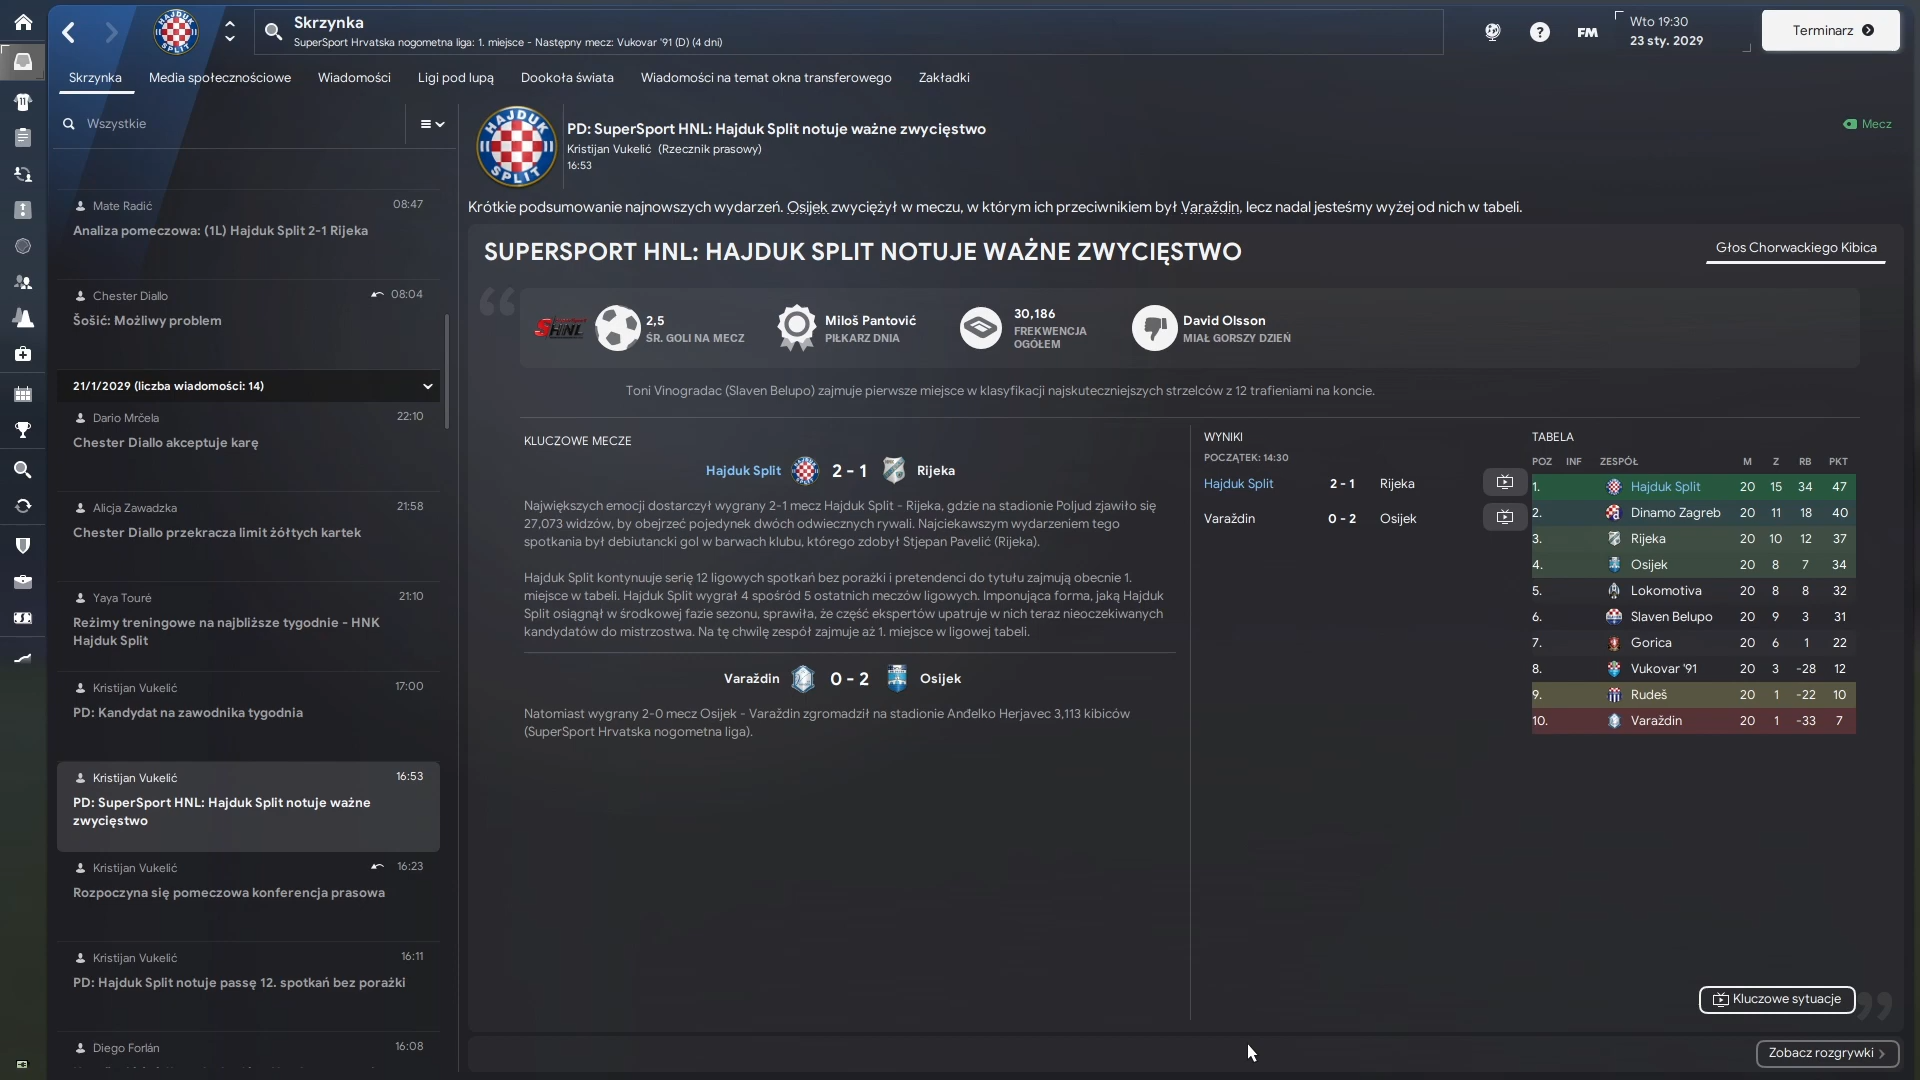 Skrzynka
SuperSport Hrvatska nogometna liga: 1. miejsce - Następny mecz: Vukovar '91 (D) (4 dni)
FM
Wto 19:30
23 sty. 2029
Terminarz
Skrzynka
Media społecznościowe
Wiadomości
Ligi pod lupą
Dookoła świata
Wiadomości na temat okna transferowego
Zakładki
Wszystkie
Mate Radić
08:47
Analiza pomeczowa: (1L) Hajduk Split 2-1 Rijeka
Chester Diallo
08:04
Šošić: Możliwy problem
21/1/2029 (liczba wiadomości: 14)
Dario Mrčela
22:10
Chester Diallo akceptuje karę
Alicja Zawadzka
21:58
Chester Diallo przekracza limit żółtych kartek
Yaya Touré
21:10
Reżimy treningowe na najbliższe tygodnie - HNK
Hajduk Split
Kristijan Vukelić
17:00
PD: Kandydat na zawodnika tygodnia
Kristijan Vukelić
16:53
PD: SuperSport HNL: Hajduk Split notuje ważne
zwycięstwo
Kristijan Vukelić
16:23
Rozpoczyna się pomeczowa konferencja prasowa
Kristijan Vukelić
16:11
PD: Hajduk Split notuje passę 12. spotkań bez porażki
Diego Forlán
16:08
HAJDUK
SPLIT
PD: SuperSport HNL: Hajduk Split notuje ważne zwycięstwo
Kristijan Vukelić (Rzecznik prasowy)
16:53
Mecz
Krótkie podsumowanie najnowszych wydarzeń. Osijek zwyciężył w meczu, w którym ich przeciwnikiem był Varaždin, lecz nadal jesteśmy wyżej od nich w tabeli.
SUPERSPORT HNL: HAJDUK SPLIT NOTUJE WAŻNE ZWYCIĘSTWO
Głos Chorwackiego Kibica
2,5
ŚR. GOLI NA MECZ
Miloš Pantović
PIŁKARZ DNIA
30,186
FREKWENCJA
OGÓŁEM
David Olsson
MIAŁ GORSZY DZIEŃ
Toni Vinogradac (Slaven Belupo) zajmuje pierwsze miejsce w klasyfikacji najskuteczniejszych strzelców z 12 trafieniami na koncie.
KLUCZOWE MECZE
Hajduk Split 2 - 1 Rijeka
Największych emocji dostarczył wygrany 2-1 mecz Hajduk Split - Rijeka, gdzie na stadionie Poljud zjawiło się
27,073 widzów, by obejrzeć pojedynek dwóch odwiecznych rywali. Najciekawszym wydarzeniem tego
spotkania był debiutancki gol w barwach klubu, którego zdobył Stjepan Pavelić (Rijeka).
Hajduk Split kontynuuje serię 12 ligowych spotkań bez porażki i pretendenci do tytułu zajmują obecnie 1.
miejsce w tabeli. Hajduk Split wygrał 4 spośród 5 ostatnich meczów ligowych. Imponująca forma, jaką Hajduk
Split osiągnął w środkowej fazie sezonu, sprawiła, że część ekspertów upatruje w nich teraz nieoczekiwanych
kandydatów do mistrzostwa. Na tę chwilę zespół zajmuje aż 1. miejsce w ligowej tabeli.
Varaždin 0 - 2 Osijek
Natomiast wygrany 2-0 mecz Osijek - Varaždin zgromadził na stadionie Anđelko Herjavec 3,113 kibiców
(SuperSport Hrvatska nogometna liga).
WYNIKI
POCZĄTEK: 14:30
Hajduk Split 2 - 1 Rijeka
Varaždin 0 - 2 Osijek
TABELA
POZ INF ZESPÓŁ M Z RB PKT
1. Hajduk Split 20 15 34 47
2. Dinamo Zagreb 20 11 18 40
3. Rijeka 20 10 12 37
4. Osijek 20 8 7 34
5. Lokomotiva 20 8 8 32
6. Slaven Belupo 20 9 3 31
7. Gorica 20 6 1 22
8. Vukovar '91 20 3 -28 12
9. Rudeš 20 1 -22 10
10. Varaždin 20 1 -33 7
Kluczowe sytuacje
Zobacz rozgrywki